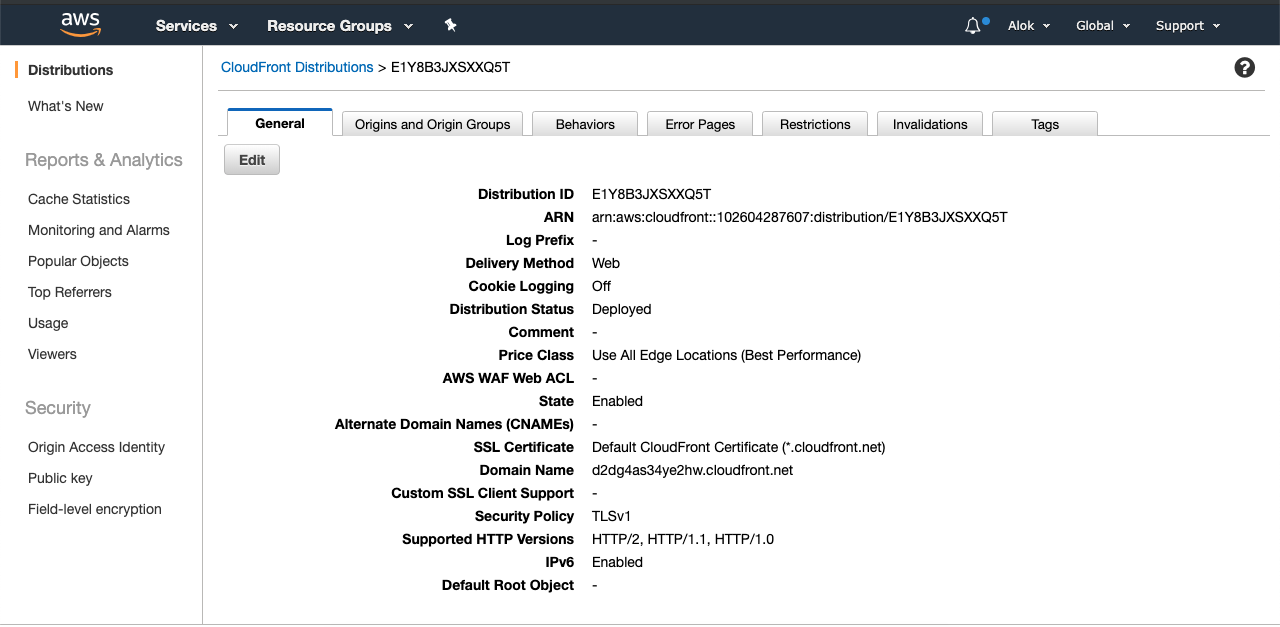 aws Services Resource Groups Alok Global Support
Distributions
What's New
Reports & Analytics
Cache Statistics
Monitoring and Alarms
Popular Objects
Top Referrers
Usage
Viewers
Security
Origin Access Identity
Public key
Field-level encryption
CloudFront Distributions > E1Y8B3JXSXXQ5T
General Origins and Origin Groups Behaviors Error Pages Restrictions Invalidations Tags
Edit
Distribution ID E1Y8B3JXSXXQ5T
ARN arn:aws:cloudfront::102604287607:distribution/E1Y8B3JXSXXQ5T
Log Prefix -
Delivery Method Web
Cookie Logging Off
Distribution Status Deployed
Comment -
Price Class Use All Edge Locations (Best Performance)
AWS WAF Web ACL -
State Enabled
Alternate Domain Names (CNAMEs) -
SSL Certificate Default CloudFront Certificate (*.cloudfront.net)
Domain Name d2dg4as34ye2hw.cloudfront.net
Custom SSL Client Support -
Security Policy TLSv1
Supported HTTP Versions HTTP/2, HTTP/1.1, HTTP/1.0
IPv6 Enabled
Default Root Object -